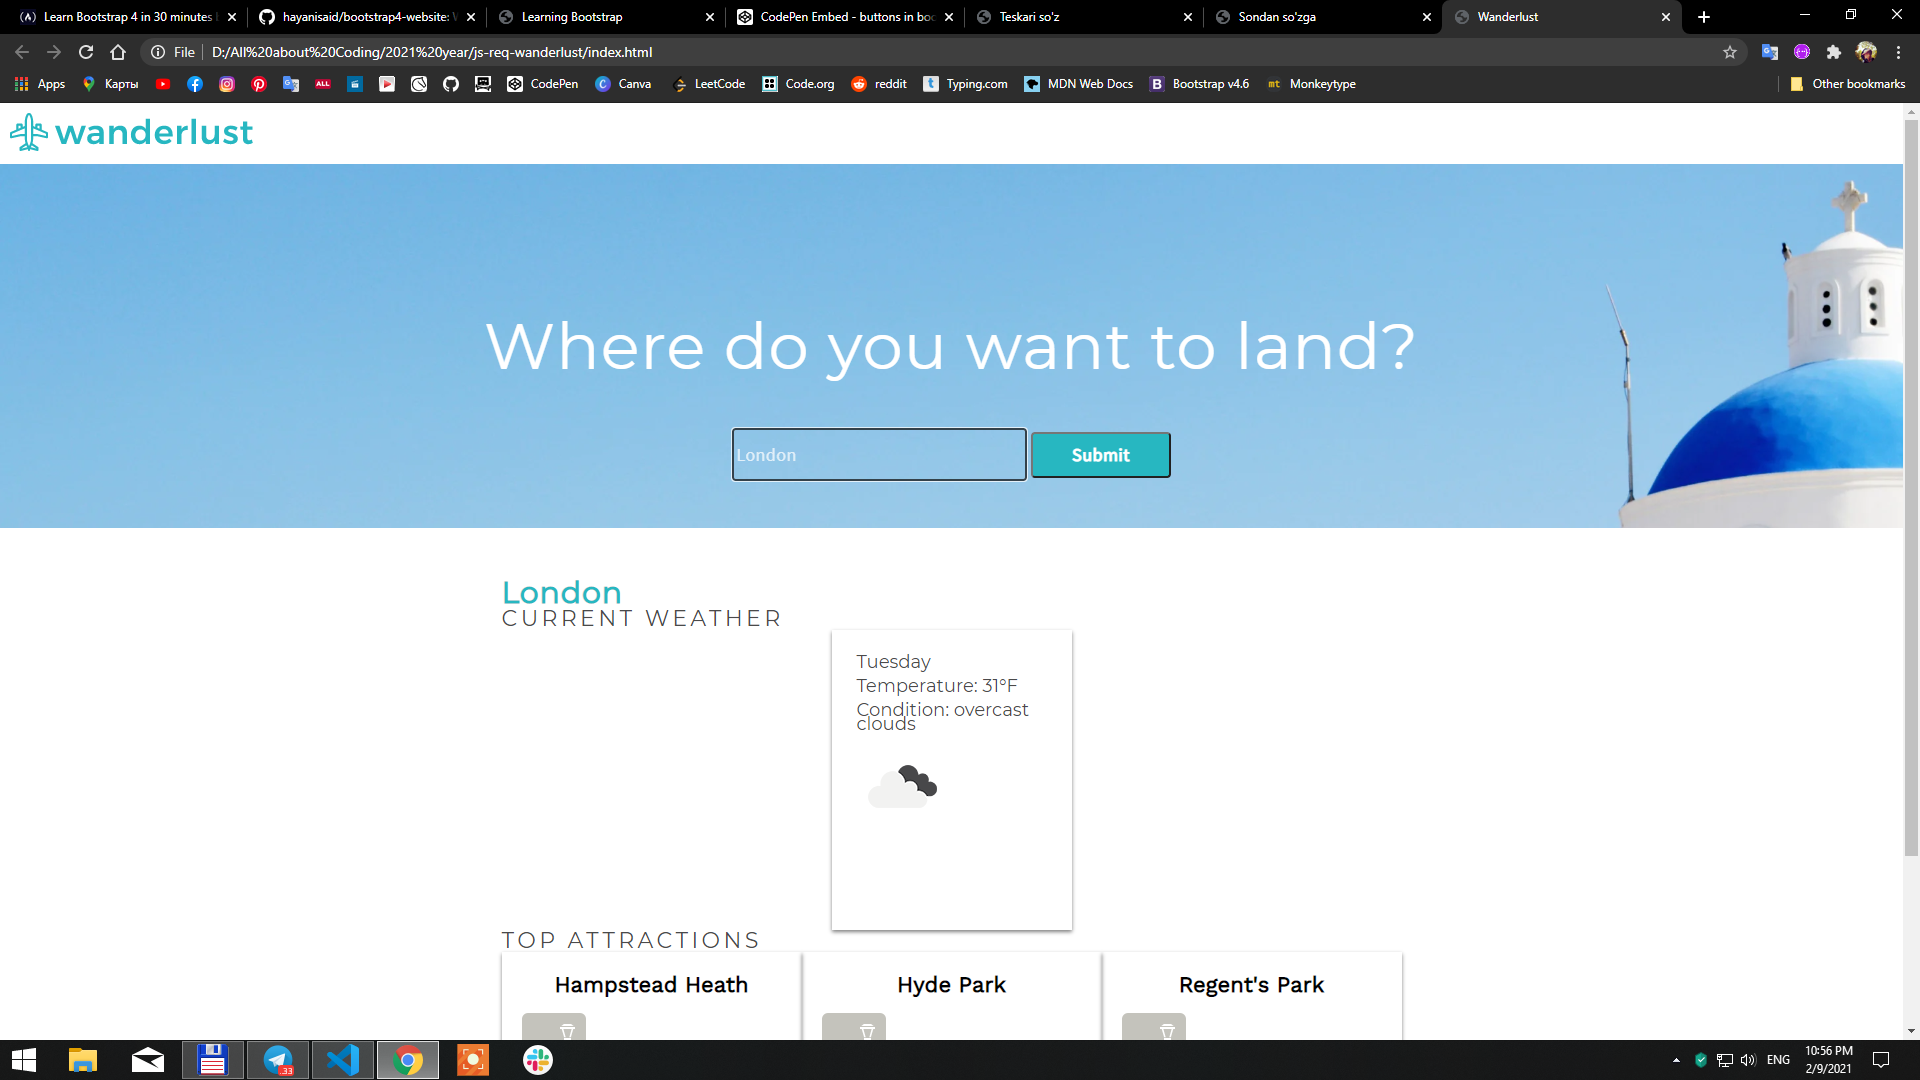 Learn Bootstrap 4 in 30 minutes
hayanisaid/bootstrap4-website:
Learning Bootstrap
CodePen Embed - buttons in
Teskari so'z
Sondan so'zga
Wanderlust
File
D:/All%20about%20Coding/2021%20year/js-req-wanderlust/index.html
Apps
Карты
ALL
CodePen
Canva
LeetCode
Code.org
reddit
Typing.com
MDN Web Docs
Bootstrap v4.6
mt
Monkeytype
Other bookmarks
wanderlust
Where do you want to land?
London
Submit
London
CURRENT WEATHER
Tuesday
Temperature: 31°F
Condition: overcast
clouds
TOP ATTRACTIONS
Hampstead Heath
Hyde Park
Regent's Park
33
ENG
10:56 PM
2/9/2021